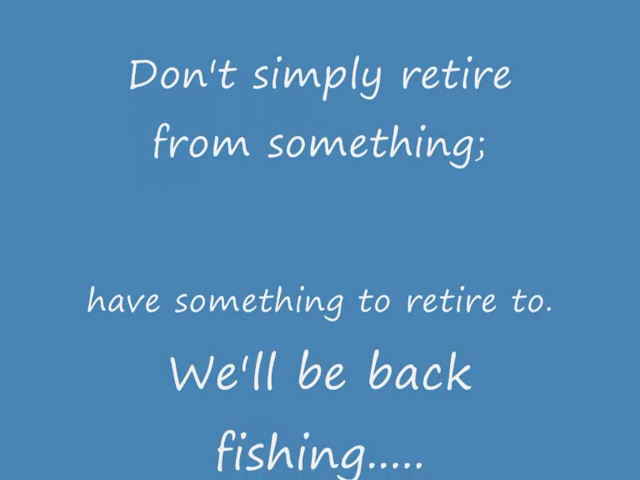 Don't simply retire
from something;
have something to retire to.
We'll be back
fishing.....